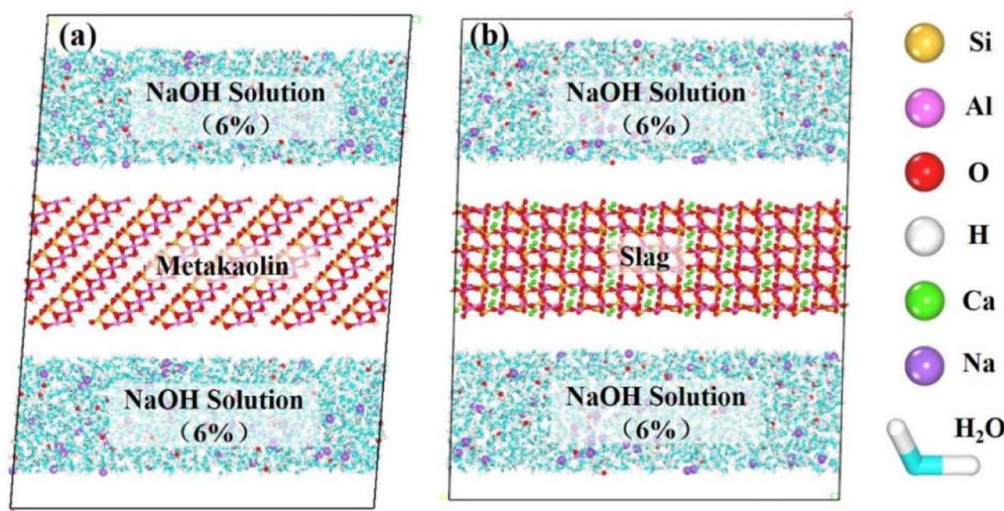 (a)
NaOH Solution
（6%）
Metakaolin
NaOH Solution
（6%）
(b)
NaOH Solution
（6%）
Slag
NaOH Solution
（6%）
Si
Al
O
H
Ca
Na
H₂O